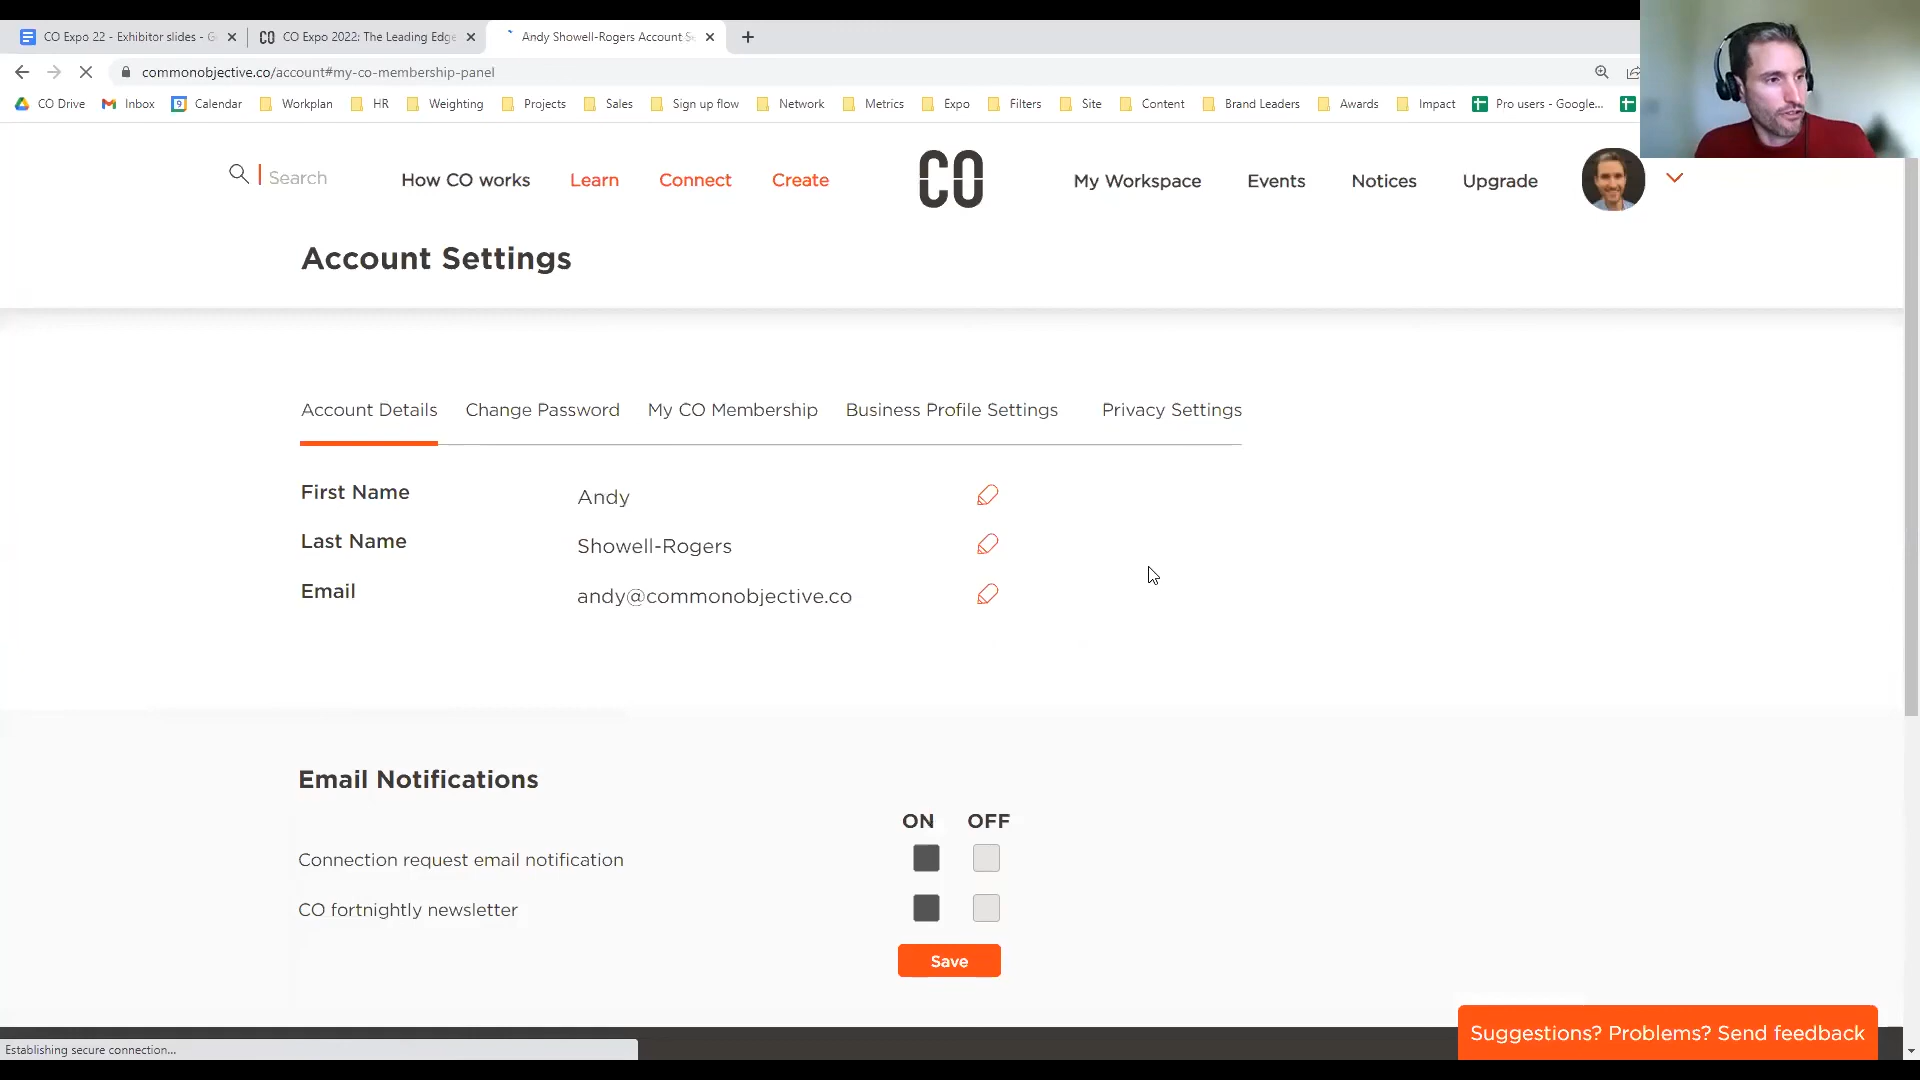 CO Expo 22 - Exhibitor slides - G
CO Expo 2022: The Leading Edge
Andy Showell-Rogers Account Se
commonobjective.co/account#my-co-membership-panel
CO Drive
Inbox
Calendar
Workplan
HR
Weighting
Projects
Sales
Sign up flow
Network
Metrics
Expo
Filters
Site
Content
Brand Leaders
Awards
Impact
Pro users - Google...
Search
How CO works
Learn
Connect
Create
CO
My Workspace
Events
Notices
Upgrade
Account Settings
Account Details
Change Password
My CO Membership
Business Profile Settings
Privacy Settings
First Name
Andy
Last Name
Showell-Rogers
Email
andy@commonobjective.co
Email Notifications
ON
OFF
Connection request email notification
CO fortnightly newsletter
Save
Suggestions? Problems? Send feedback
Establishing secure connection...